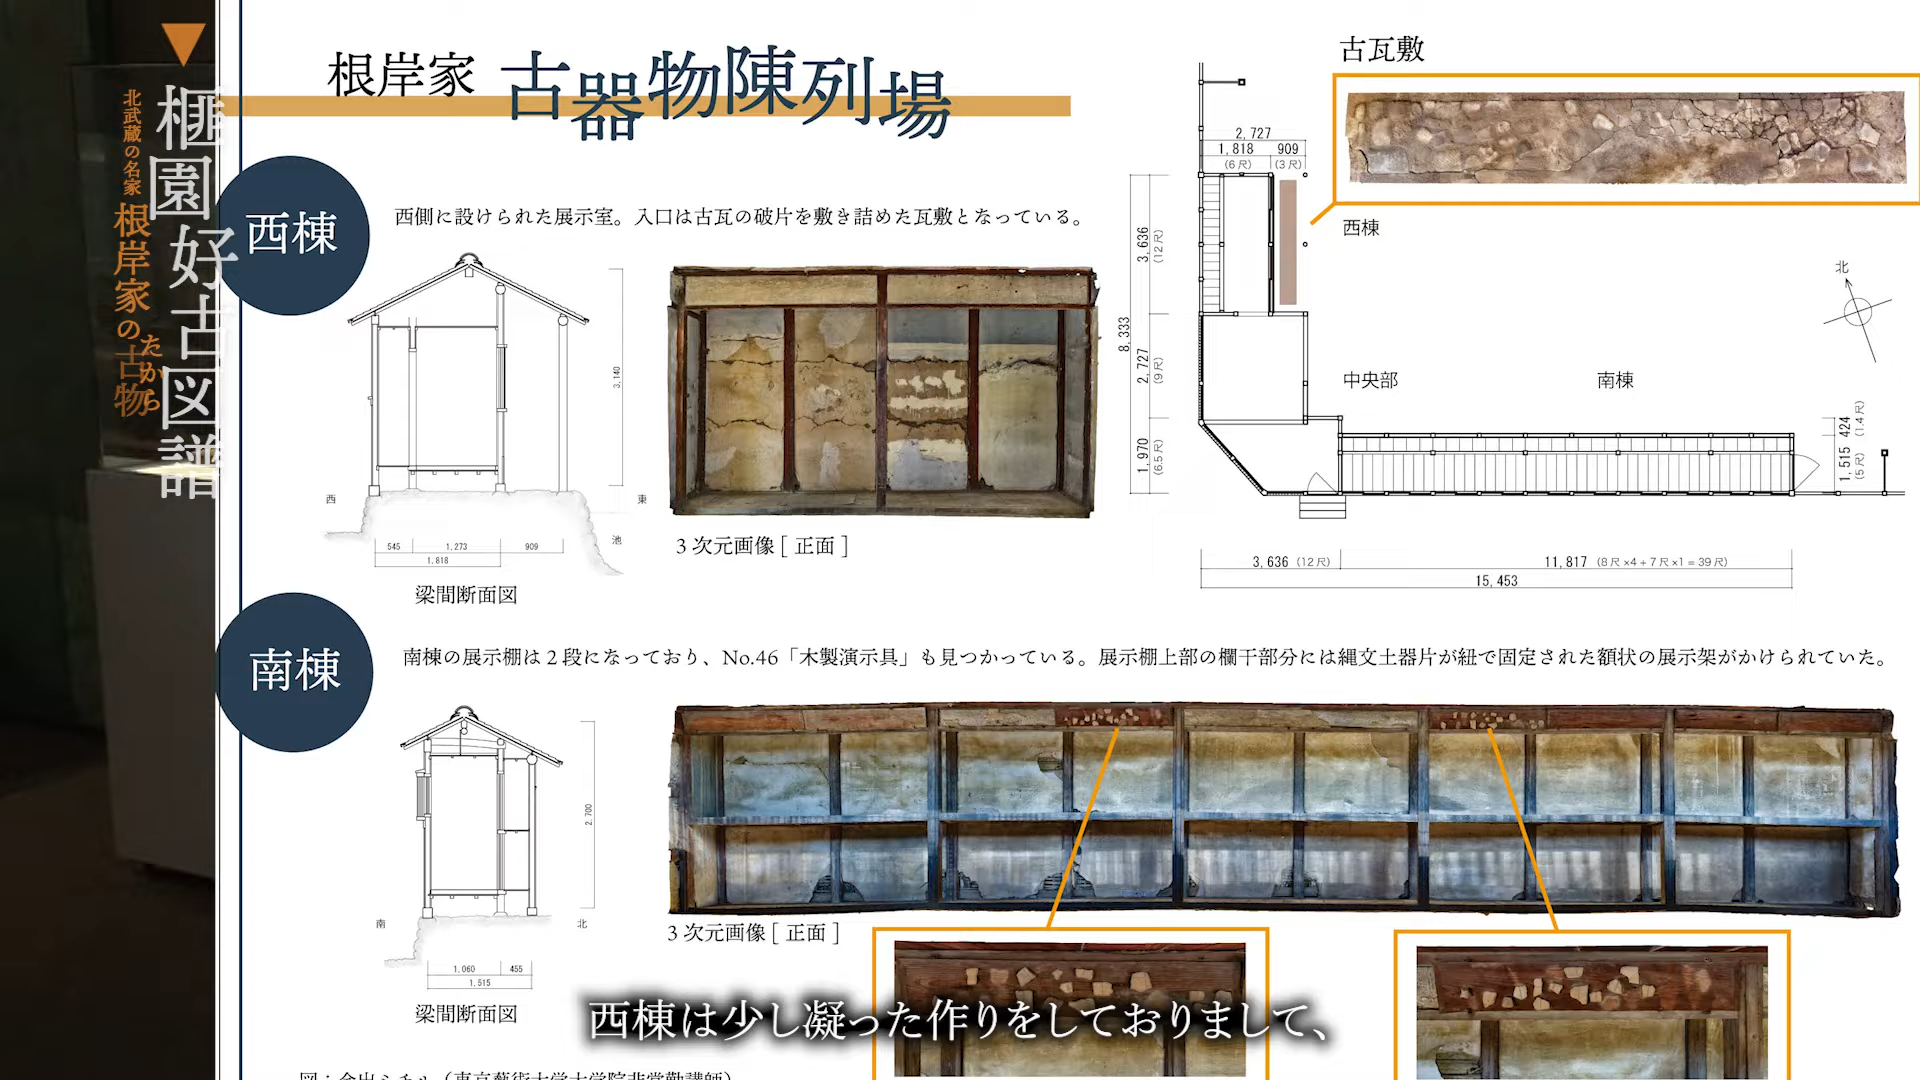 榧園好古図譜
北武蔵の名家
根岸家の古物
たから
根岸家 古器物陳列場
西棟
西側に設けられた展示室。入口は古瓦の破片を敷き詰めた瓦敷となっている。
3,140
西
東
池
545
1,273
909
1,818
梁間断面図
3次元画像[正面]
古瓦敷
2,727
1,818
909
(6尺)
(3尺)
西棟
3,636
(12尺)
8,333
2,727
(9尺)
1,970
(6.5尺)
北
中央部
南棟
424
(1.4尺)
1,515
(5尺)
3,636 (12尺)
11,817 (8尺×4+7尺×1=39尺)
15,453
南棟
南棟の展示棚は2段になっており、No.46「木製演示具」も見つかっている。展示棚上部の欄干部分には縄文土器片が紐で固定された額状の展示架がかけられていた。
2,700
南
北
1,060
455
1,515
梁間断面図
3次元画像[正面]
西棟は少し凝った作りをしておりまして、